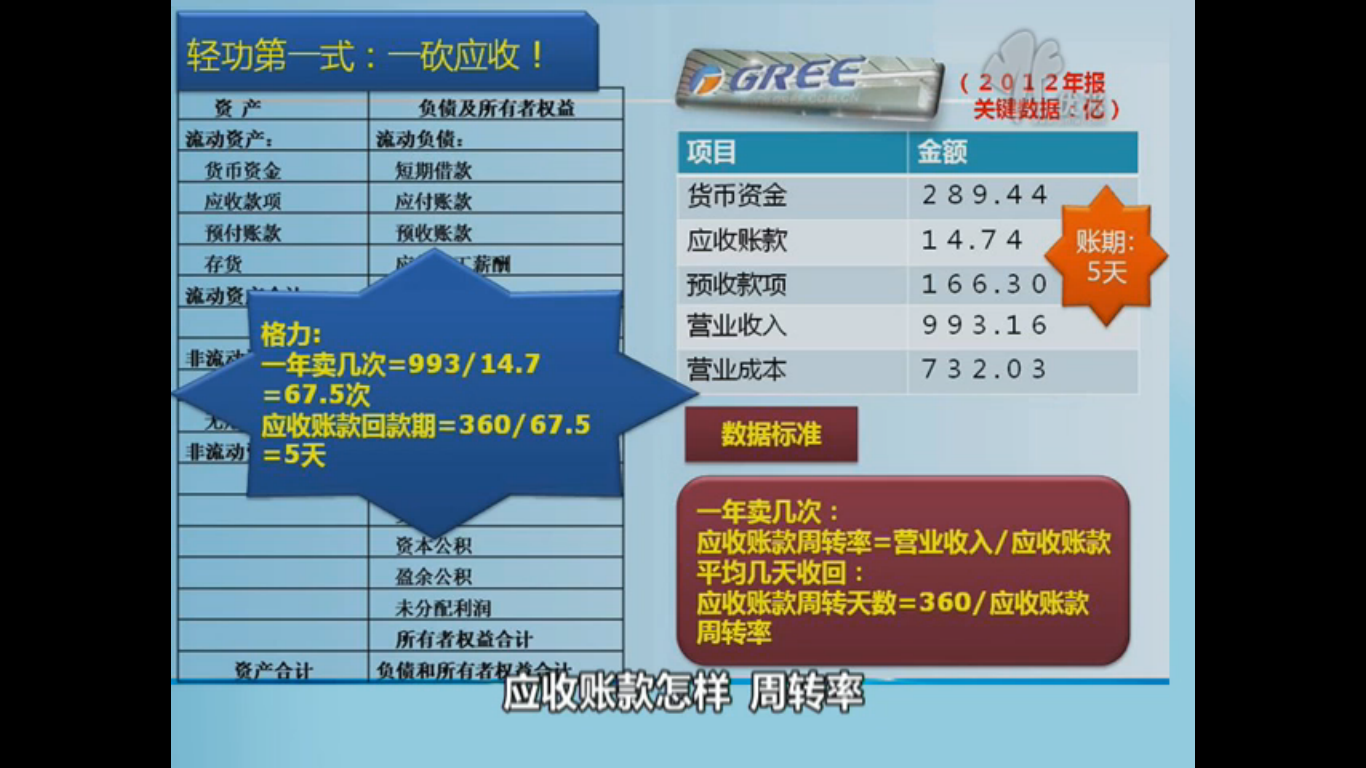 轻功第一式：一砍应收！
资 产
负债及所有者权益
流动资产：
流动负债：
货币资金
短期借款
应收款项
应付账款
预付账款
预收账款
存货
薪酬
流动资
非流动
非流动
资本公积
盈余公积
未分配利润
所有者权益合计
资产合计
负债和所有者权益合计
格力:
一年卖几次=993/14.7
=67.5次
应收账款回款期=360/67.5
=5天
GREE
（２０１２年报
关键数据：亿）
项目
金额
货币资金
289.44
应收账款
14.74
预收款项
166.30
营业收入
993.16
营业成本
732.03
账期:
5天
数据标准
一年卖几次：
应收账款周转率=营业收入/应收账款
平均几天收回：
应收账款周转天数=360/应收账款
周转率
应收账款怎样 周转率